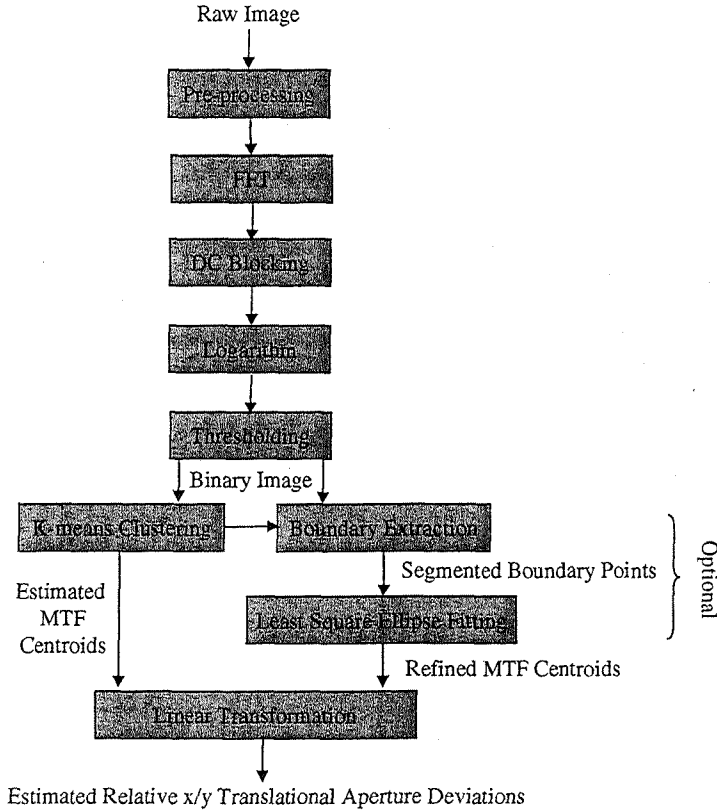 Raw Image
Pre-processing
FFT
DC Blocking
Logarithm
Thresholding
Binary Image
K-means Clustering
Boundary Extraction
Segmented Boundary Points
Optional
Estimated
MTF
Centroids
Least Square Ellipse Fitting
Refined MTF Centroids
Linear Transformation
Estimated Relative x/y Translational Aperture Deviations